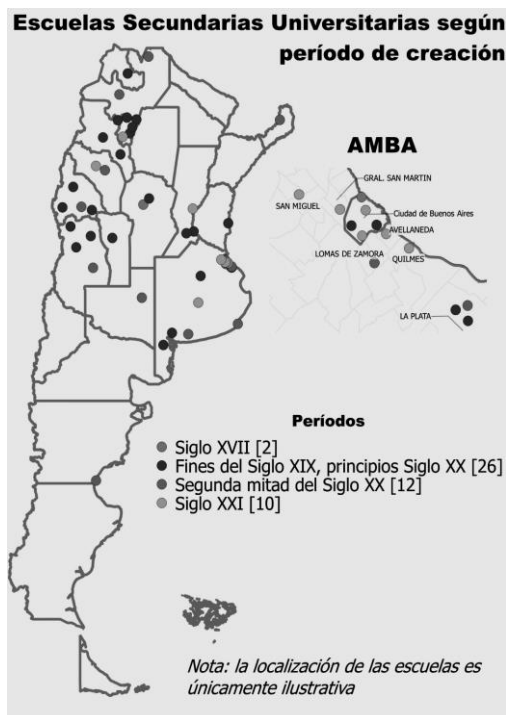 Escuelas Secundarias Universitarias según
período de creación
AMBA
GRAL. SAN MARTIN
SAN MIGUEL
Ciudad de Buenos Aires
AVELLANEDA
LOMAS DE ZAMORA
QUILMES
LA PLATA
Períodos
Siglo XVII [2]
Fines del Siglo XIX, principios Siglo XX [26]
Segunda mitad del Siglo XX [12]
Siglo XXI [10]
Nota: la localización de las escuelas es
únicamente ilustrativa